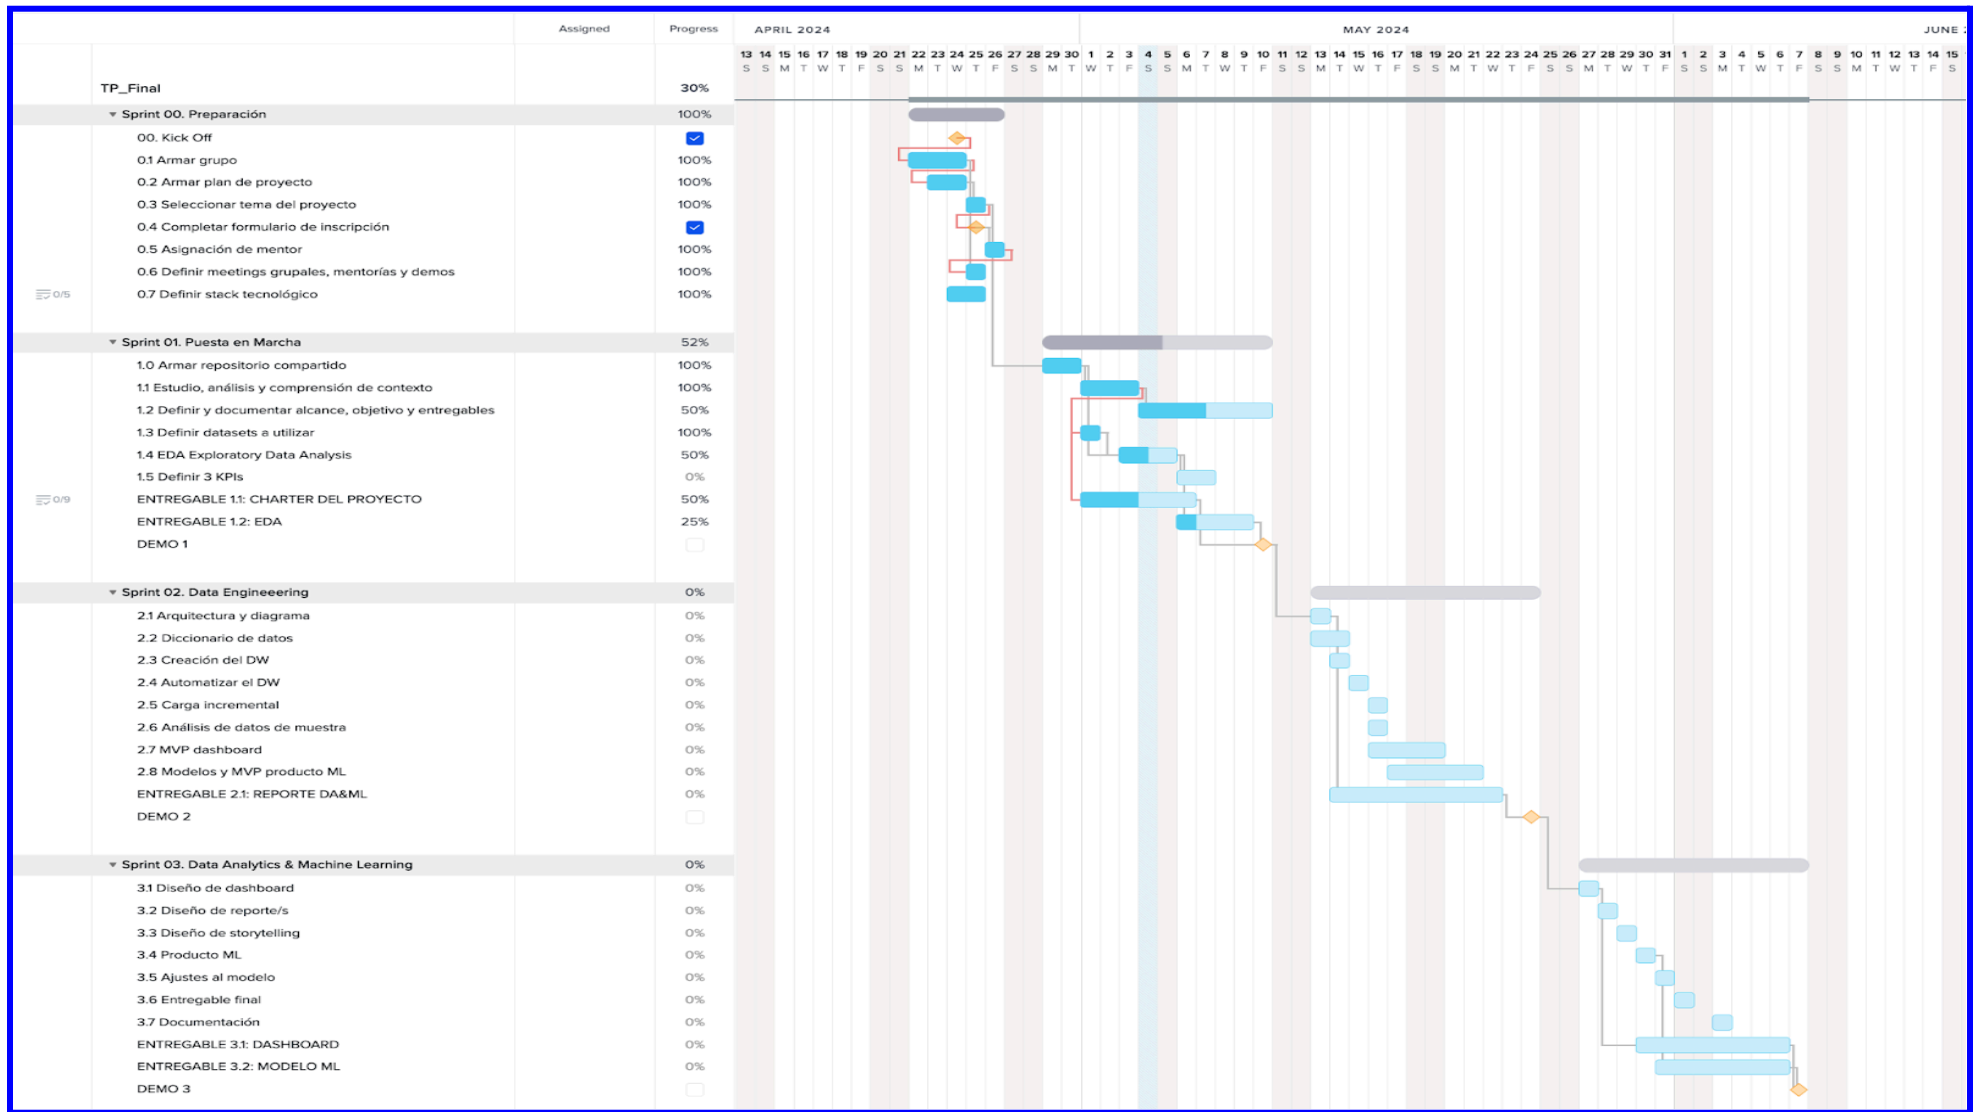 Assigned Progress APRIL 2024 MAY 2024 JUNE
13 14 15 16 17 18 19 20 21 22 23 24 25 26 27 28 29 30 1 2 3 4 5 6 7 8 9 10 11 12 13 14 15 16 17 18 19 20 21 22 23 24 25 26 27 28 29 30 31 1 2 3 4 5 6 7 8 9 10 11 12 13 14 15
S S M T W T F S S M T W T F S S M T W T F S S M T W T F S S M T W T F S S M T W T F S S M T W T F S S M T W T F S S M T W T F S
TP_Final 30%
Sprint 00. Preparación 100%
00. Kick Off
0.1 Armar grupo 100%
0.2 Armar plan de proyecto 100%
0.3 Seleccionar tema del proyecto 100%
0.4 Completar formulario de inscripción
0.5 Asignación de mentor 100%
0.6 Definir meetings grupales, mentorías y demos 100%
0/5 0.7 Definir stack tecnológico 100%
Sprint 01. Puesta en Marcha 52%
1.0 Armar repositorio compartido 100%
1.1 Estudio, análisis y comprensión de contexto 100%
1.2 Definir y documentar alcance, objetivo y entregables 50%
1.3 Definir datasets a utilizar 100%
1.4 EDA Exploratory Data Analysis 50%
1.5 Definir 3 KPIs 0%
0/9 ENTREGABLE 1.1: CHARTER DEL PROYECTO 50%
ENTREGABLE 1.2: EDA 25%
DEMO 1
Sprint 02. Data Engineeering 0%
2.1 Arquitectura y diagrama 0%
2.2 Diccionario de datos 0%
2.3 Creación del DW 0%
2.4 Automatizar el DW 0%
2.5 Carga incremental 0%
2.6 Análisis de datos de muestra 0%
2.7 MVP dashboard 0%
2.8 Modelos y MVP producto ML 0%
ENTREGABLE 2.1: REPORTE DA&ML 0%
DEMO 2
Sprint 03. Data Analytics & Machine Learning 0%
3.1 Diseño de dashboard 0%
3.2 Diseño de reporte/s 0%
3.3 Diseño de storytelling 0%
3.4 Producto ML 0%
3.5 Ajustes al modelo 0%
3.6 Entregable final 0%
3.7 Documentación 0%
ENTREGABLE 3.1: DASHBOARD 0%
ENTREGABLE 3.2: MODELO ML 0%
DEMO 3